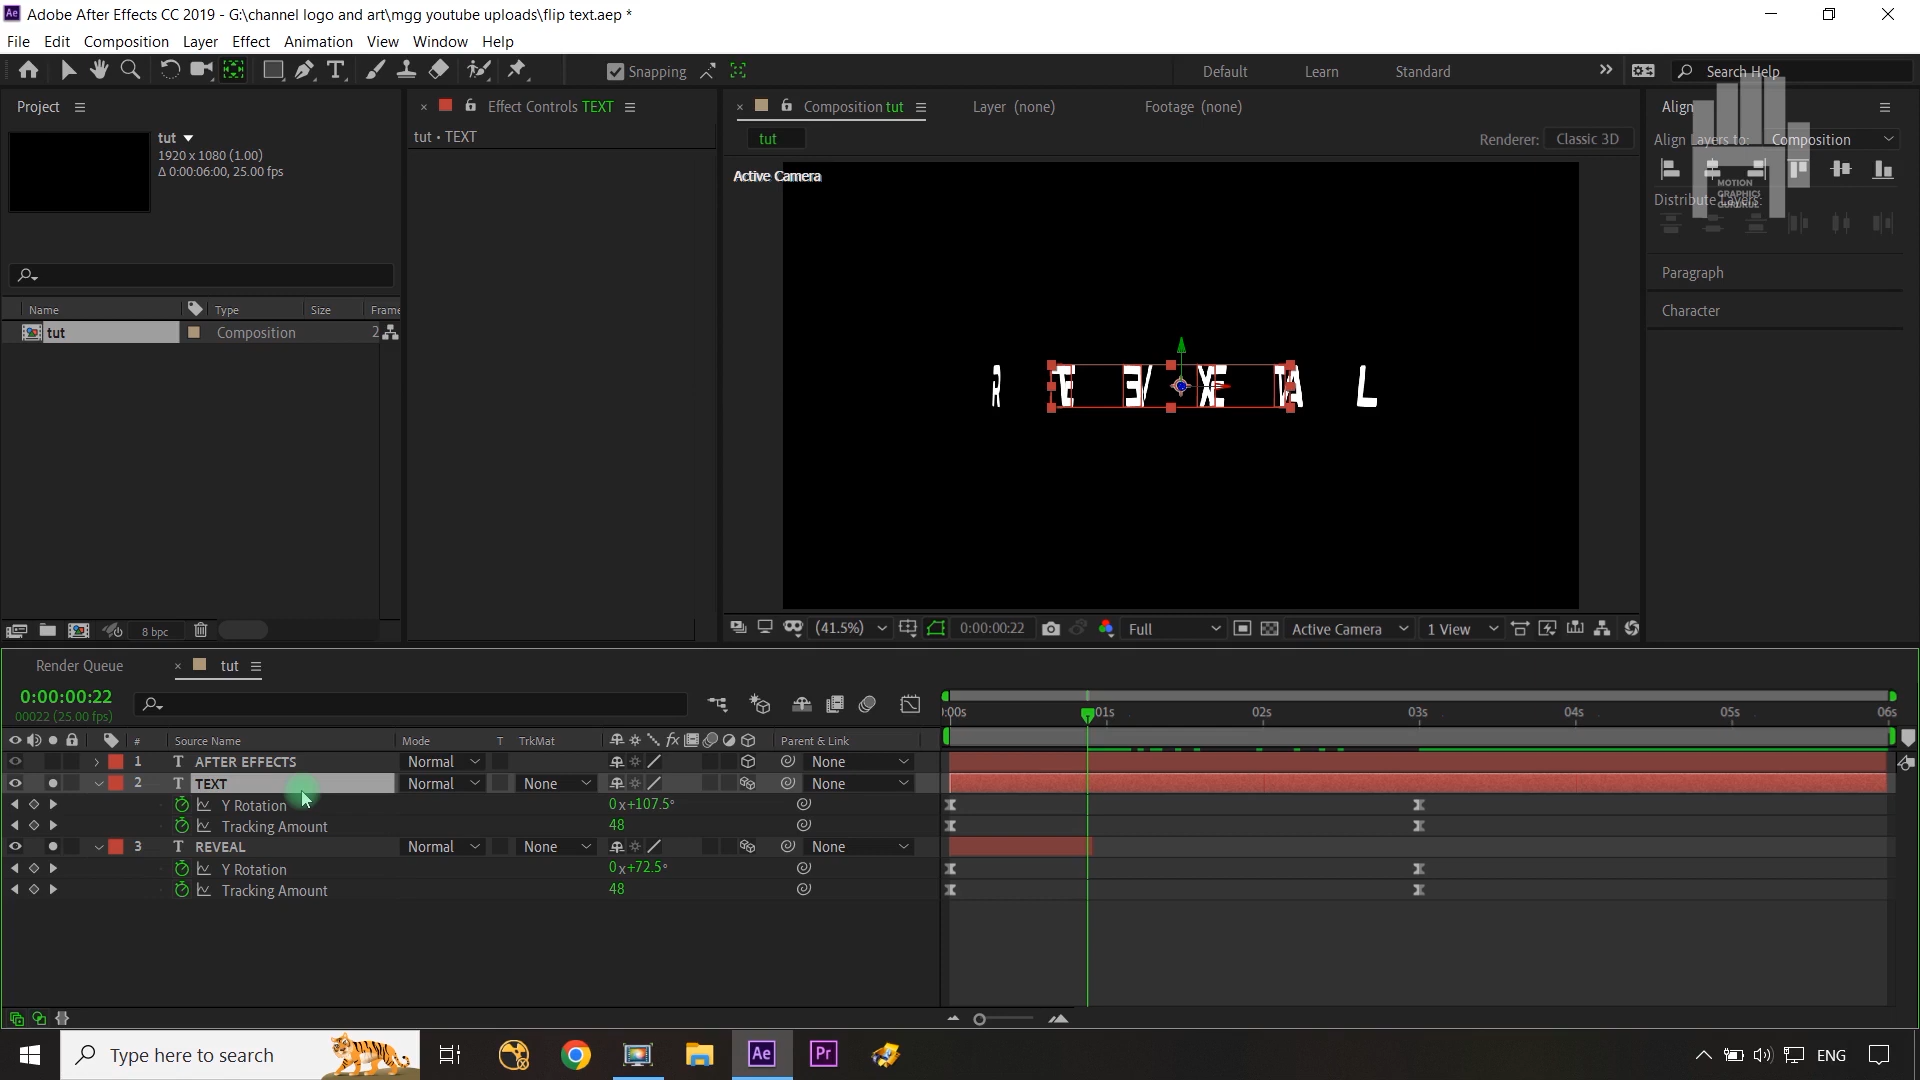 Adobe After Effects CC 2019 - G:\channel logo and art\mgg youtube uploads\flip text.aep *
File Edit Composition Layer Effect Animation View Window Help
Snapping
Default Learn Standard
Search Help
Project
Effect Controls TEXT
Composition tut
Layer (none)
Footage (none)
Align
tut
1920 x 1080 (1.00)
Δ 0:00:06:00, 25.00 fps
tut • TEXT
tut
Renderer: Classic 3D
Align Layers to: Composition
Active Camera
MOTION
GRAPHICS
GURUKUL
Distribute Layers:
Paragraph
Character
Name Type Size Frame
tut Composition 2
R E V E A L
T E X T
8 bpc
(41.5%) 0:00:00:22 Full Active Camera 1 View
Render Queue tut
0:00:00:22
00022 (25.00 fps)
:00s 01s 02s 03s 04s 05s 06s
# Source Name Mode T TrkMat Parent & Link
1 T AFTER EFFECTS Normal None
2 T TEXT Normal None None
Y Rotation 0x+107.5°
Tracking Amount 48
3 T REVEAL Normal None None
Y Rotation 0x+72.5°
Tracking Amount 48
Type here to search
Ae
Pr
ENG